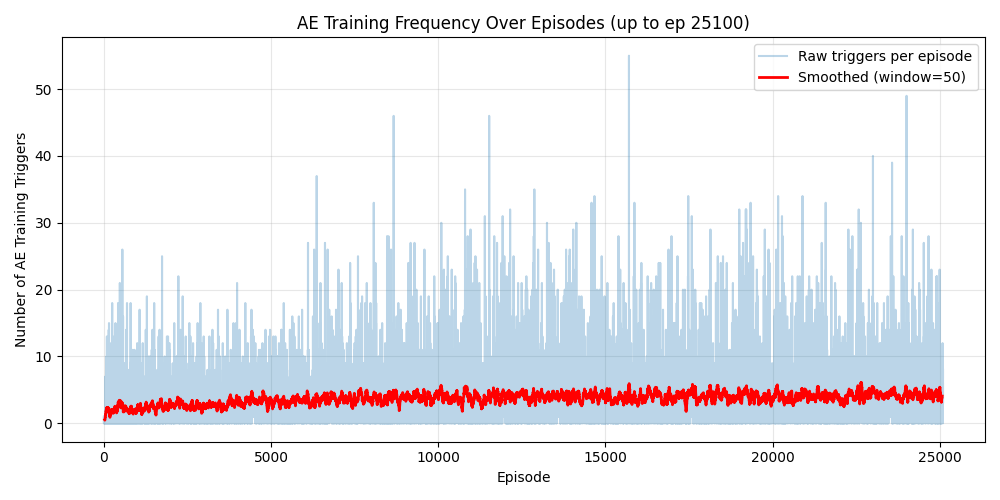 AE Training Frequency Over Episodes (up to ep 25100)
Raw triggers per episode
Smoothed (window=50)
Number of AE Training Triggers
50
40
30
20
10
0
0
5000
10000
15000
20000
25000
Episode